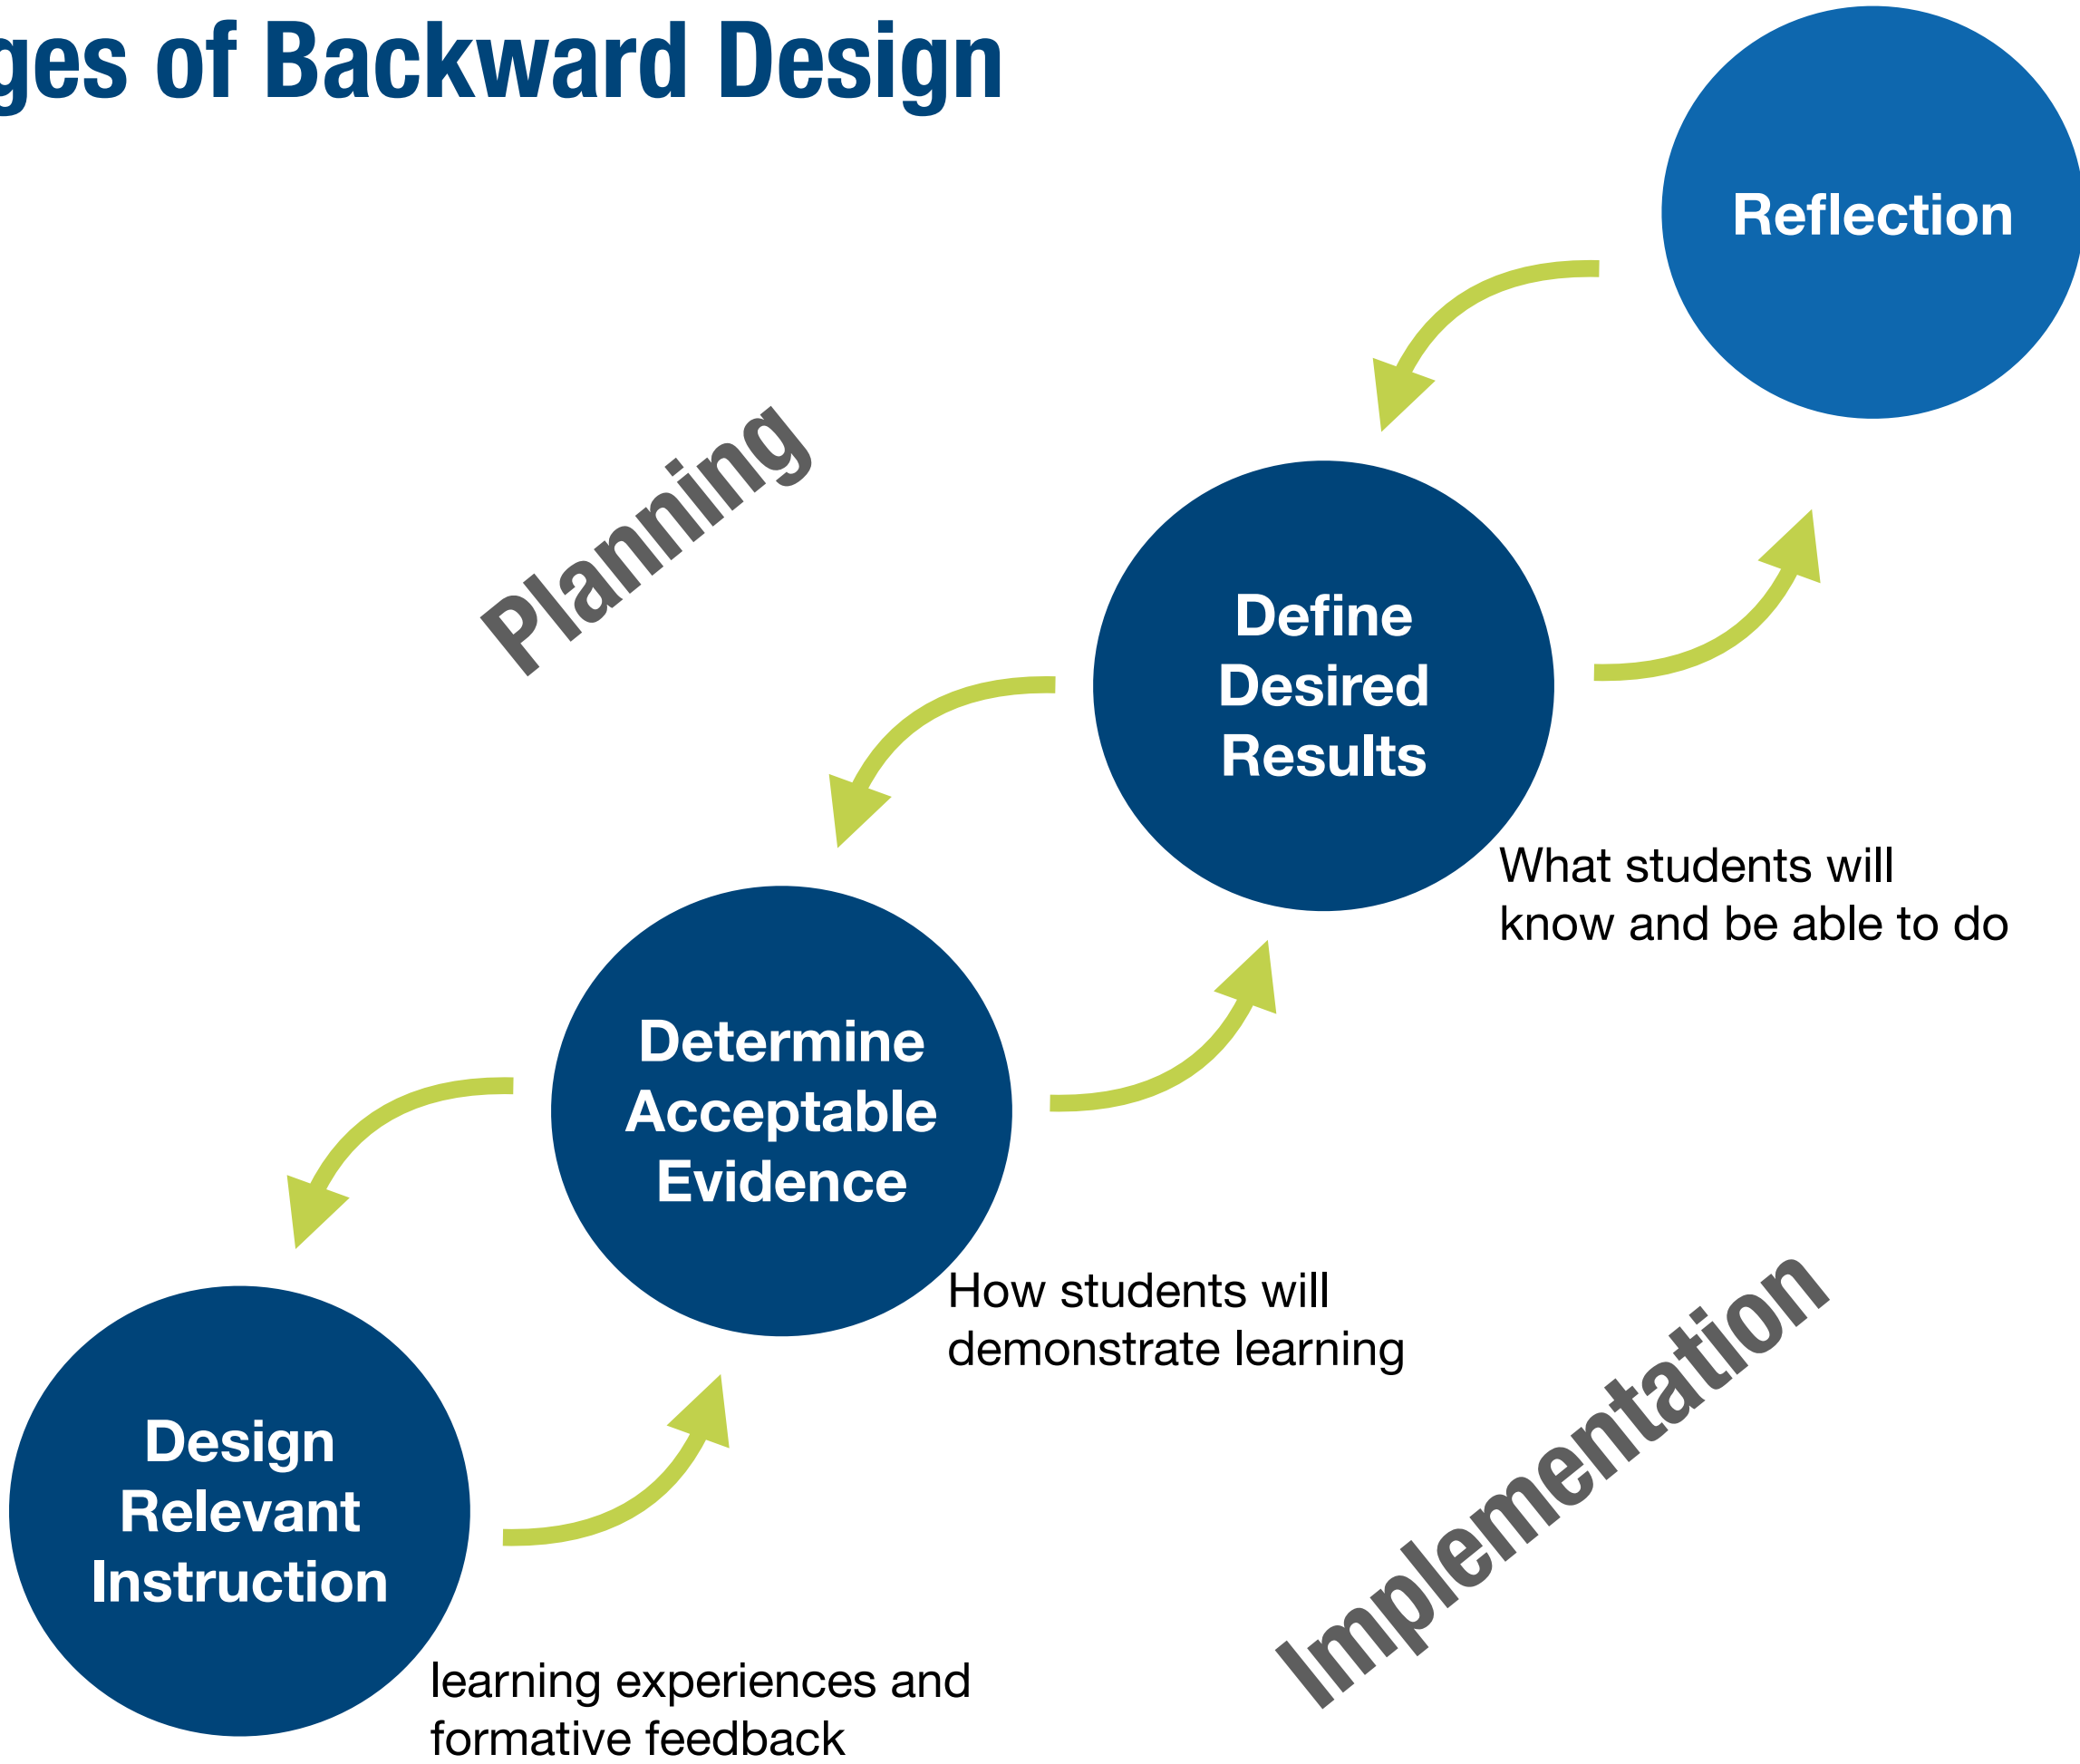 ges of Backward Design
Reflection
Planning
Define
Desired
Results
What students will
know and be able to do
Determine
Acceptable
Evidence
How students will
demonstrate learning
Implementation
Design
Relevant
Instruction
learning experiences and
formative feedback